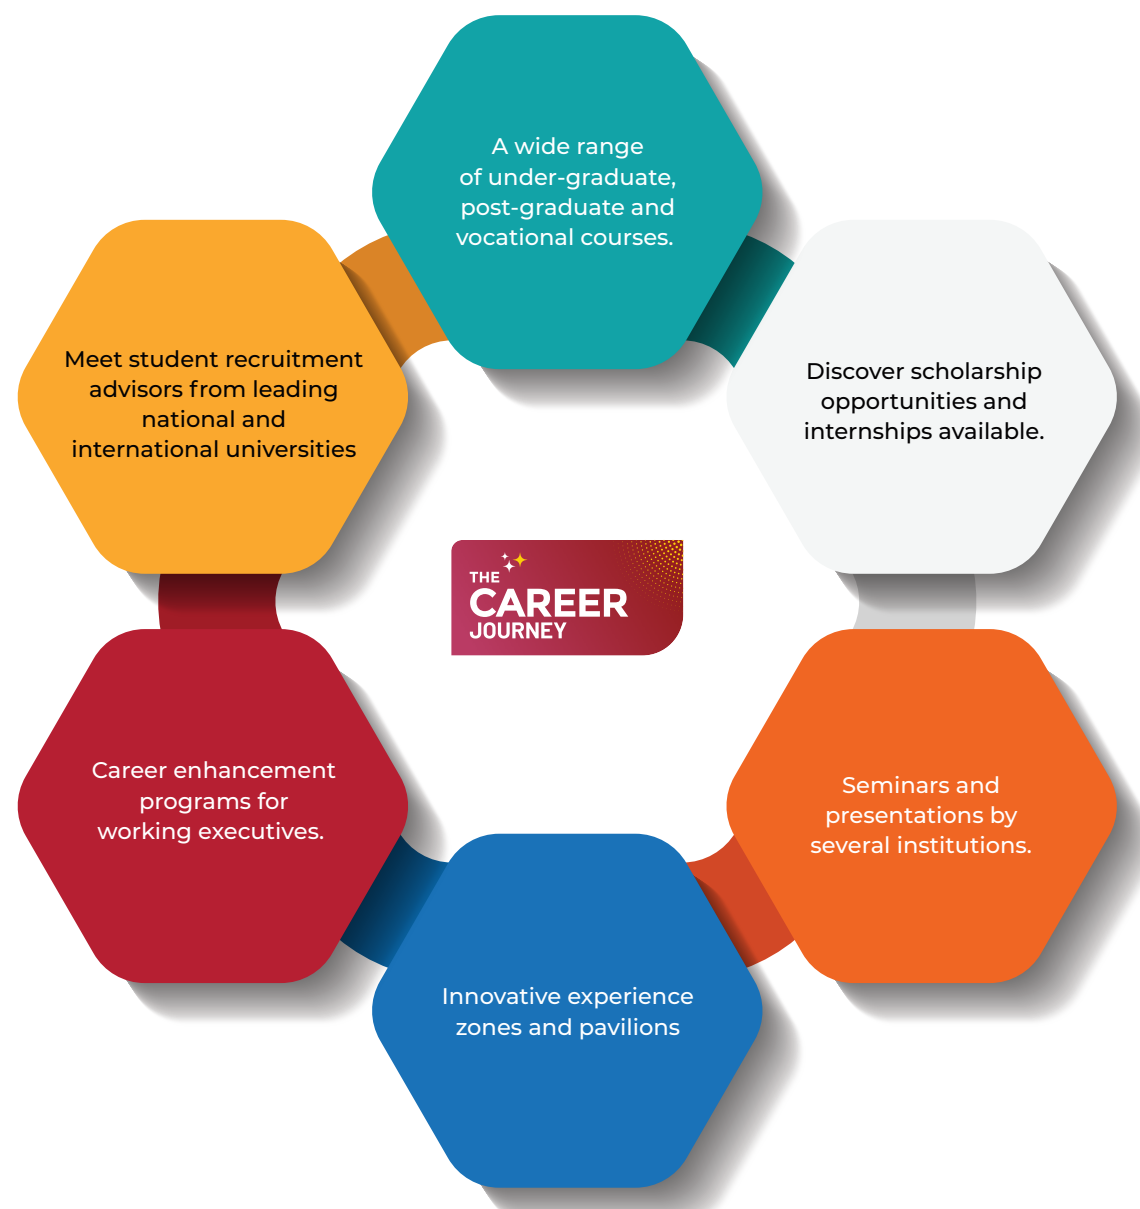 A wide range
of under-graduate,
post-graduate and
vocational courses.
Meet student recruitment
advisors from leading
national and
international universities
Discover scholarship
opportunities and
internships available.
THE
CAREER
JOURNEY
Career enhancement
programs for
working executives.
Seminars and
presentations by
several institutions.
Innovative experience
zones and pavilions